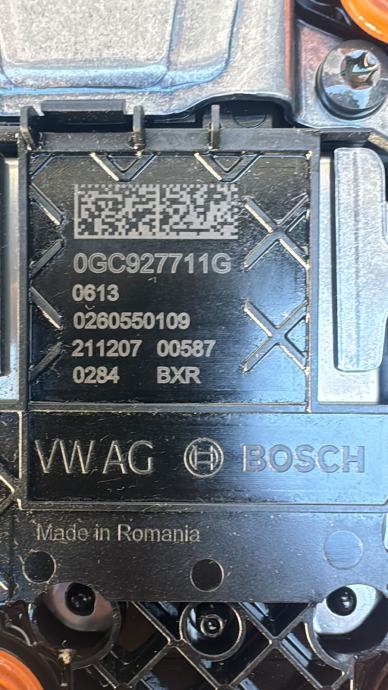 0GC927711G
0613
0260550109
211207 00587
0284 BXR
VW AG BOSCH
Made in Romania